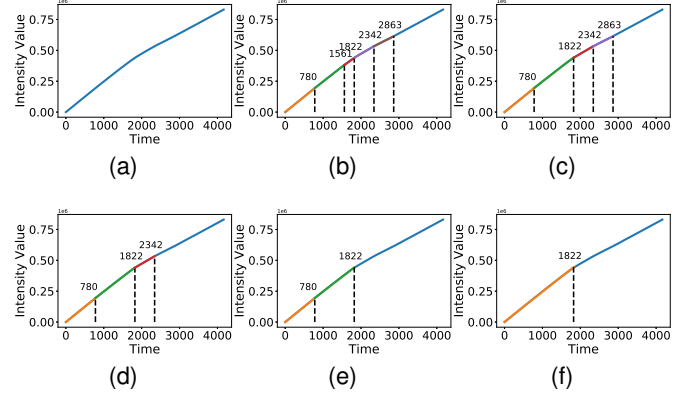 1e6 1e6 1e6
Intensity Value Intensity Value Intensity Value
0.75 0.75 0.75
0.50 0.50 0.50
0.25 0.25 0.25
0.00 0.00 0.00
780 1561 1822 2342 2863
780 1822 2342 2863
0 1000 2000 3000 4000 0 1000 2000 3000 4000 0 1000 2000 3000 4000
Time Time Time
(a) (b) (c)
1e6 1e6 1e6
Intensity Value Intensity Value Intensity Value
0.75 0.75 0.75
0.50 0.50 0.50
0.25 0.25 0.25
0.00 0.00 0.00
780 1822 2342
780 1822
1822
0 1000 2000 3000 4000 0 1000 2000 3000 4000 0 1000 2000 3000 4000
Time Time Time
(d) (e) (f)